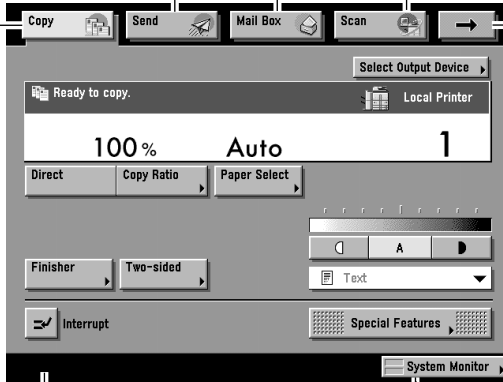 Copy Send Mail Box Scan
Select Output Device
Ready to copy. Local Printer
100% Auto 1
Direct Copy Ratio Paper Select
A
Finisher Two-sided Text
Interrupt Special Features
System Monitor